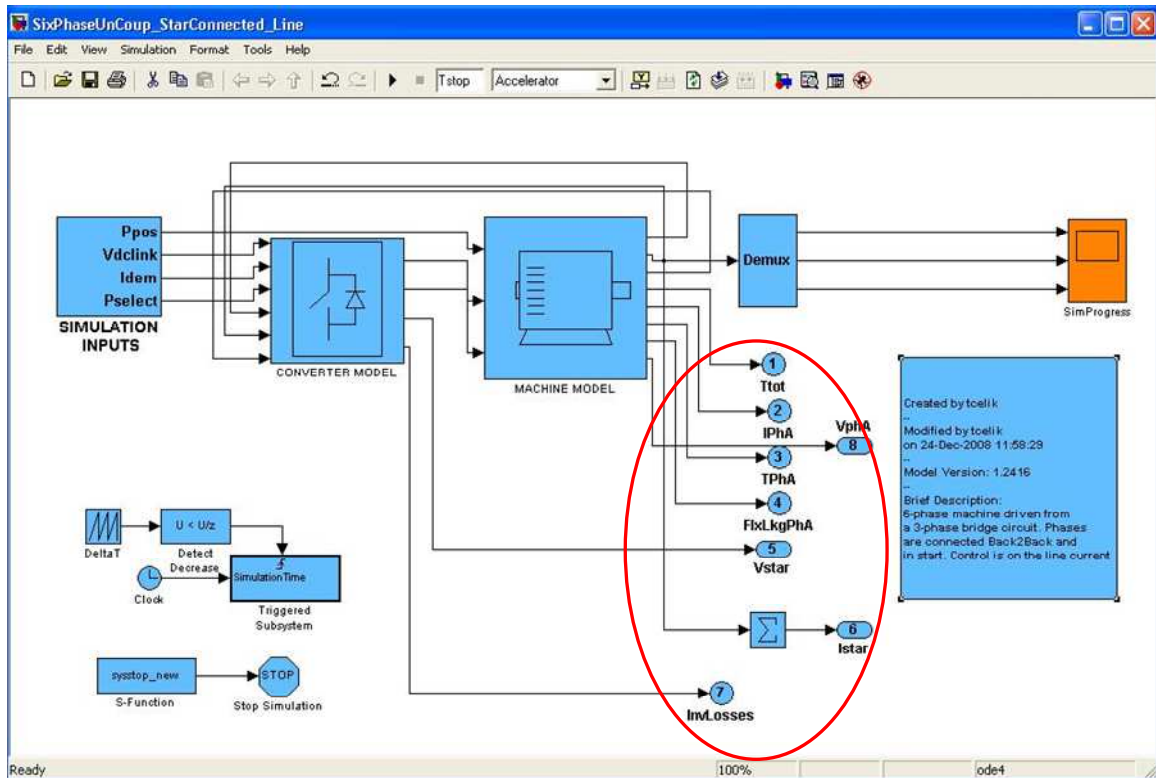 SixPhaseUnCoup_StarConnected_Line
File Edit View Simulation Format Tools Help
Tstop Accelerator
Ppos
Vdclink
Idem
Pselect
SIMULATION
INPUTS
CONVERTER MODEL
MACHINE MODEL
Demux
SimProgress
1
Ttot
2
IPhA
VphA
8
3
TPhA
4
FlxLkgPhA
5
Vstar
Σ
6
Istar
7
InvLosses
Created by tcelik
--
Modified by tcelik
on 24-Dec-2008 11:58:29
--
Model Version: 1.2416
--
Brief Description:
6-phase machine driven from
a 3-phase bridge circuit. Phases
are connected Back2Back and
in start. Control is on the line current
DeltaT
U < U/z
Detect
Decrease
Clock
SimulationTime
Triggered
Subsystem
sysstop_new
S-Function
STOP
Stop Simulation
Ready 100% ode4